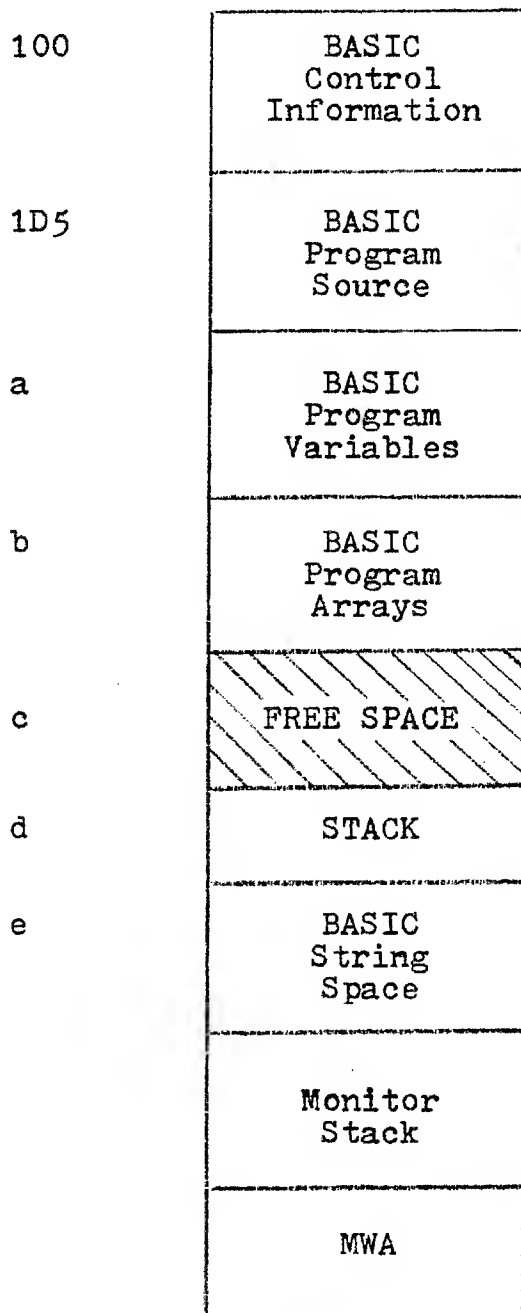 100
BASIC
Control
Information
1D5
BASIC
Program
Source
a
BASIC
Program
Variables
b
BASIC
Program
Arrays
c
FREE SPACE
d
STACK
e
BASIC
String
Space
Monitor
Stack
MWA